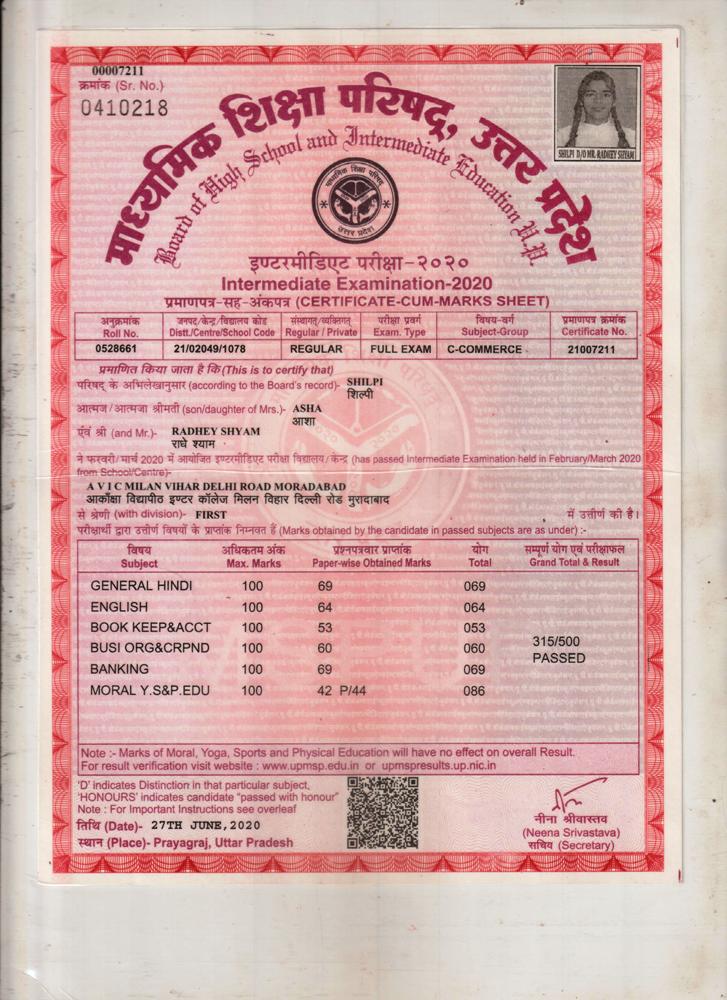 00007211
क्रमांक (Sr. No.)
0410218
माध्यमिक शिक्षा परिषद्, उत्तर प्रदेश
Board of High School and Intermediate Education U.P.
माध्यमिक शिक्षा परिषद
उत्तर प्रदेश
SHILPI D/O MR. RADHEY SHYAM
इण्टरमीडिएट परीक्षा-२०२०
Intermediate Examination-2020
प्रमाणपत्र-सह-अंकपत्र (CERTIFICATE-CUM-MARKS SHEET)
अनुक्रमांक जनपद/केन्द्र/विद्यालय कोड संस्थागत/व्यक्तिगत परीक्षा प्रवर्ग विषय-वर्ग प्रमाणपत्र क्रमांक
Roll No. Distt./Centre/School Code Regular / Private Exam. Type Subject-Group Certificate No.
0528661 21/02049/1078 REGULAR FULL EXAM C-COMMERCE 21007211
प्रमाणित किया जाता है कि (This is to certify that)
परिषद् के अभिलेखानुसार (according to the Board's record)- SHILPI
शिल्पी
आत्मज/आत्मजा श्रीमती (son/daughter of Mrs.)- ASHA
आशा
एंव श्री (and Mr.)- RADHEY SHYAM
राधे श्याम
ने फरवरी/मार्च 2020 में आयोजित इण्टरमीडिएट परीक्षा विद्यालय/केन्द्र (has passed Intermediate Examination held in February/March 2020
from School/Centre)-
A V I C MILAN VIHAR DELHI ROAD MORADABAD
आकाँक्षा विद्यापीठ इण्टर कॉलेज मिलन विहार दिल्ली रोड मुरादाबाद
से श्रेणी (with division)- FIRST में उत्तीर्ण की है।
परीक्षार्थी द्वारा उत्तीर्ण विषयों के प्राप्तांक निम्नवत हैं (Marks obtained by the candidate in passed subjects are as under) :-
विषय अधिकतम अंक प्रश्नपत्रवार प्राप्तांक योग सम्पूर्ण योग एवं परीक्षाफल
Subject Max. Marks Paper-wise Obtained Marks Total Grand Total & Result
GENERAL HINDI 100 69 069
ENGLISH 100 64 064
BOOK KEEP&ACCT 100 53 053
BUSI ORG&CRPND 100 60 060 315/500
PASSED
BANKING 100 69 069
MORAL Y.S&P.EDU 100 42 P/44 086
Note :- Marks of Moral, Yoga, Sports and Physical Education will have no effect on overall Result.
For result verification visit website : www.upmsp.edu.in or upmspresults.up.nic.in
'D' indicates Distinction in that particular subject,
'HONOURS' indicates candidate "passed with honour"
Note : For Important Instructions see overleaf
तिथि (Date)- 27TH JUNE, 2020
स्थान (Place)- Prayagraj, Uttar Pradesh
नीना श्रीवास्तव
(Neena Srivastava)
सचिव (Secretary)